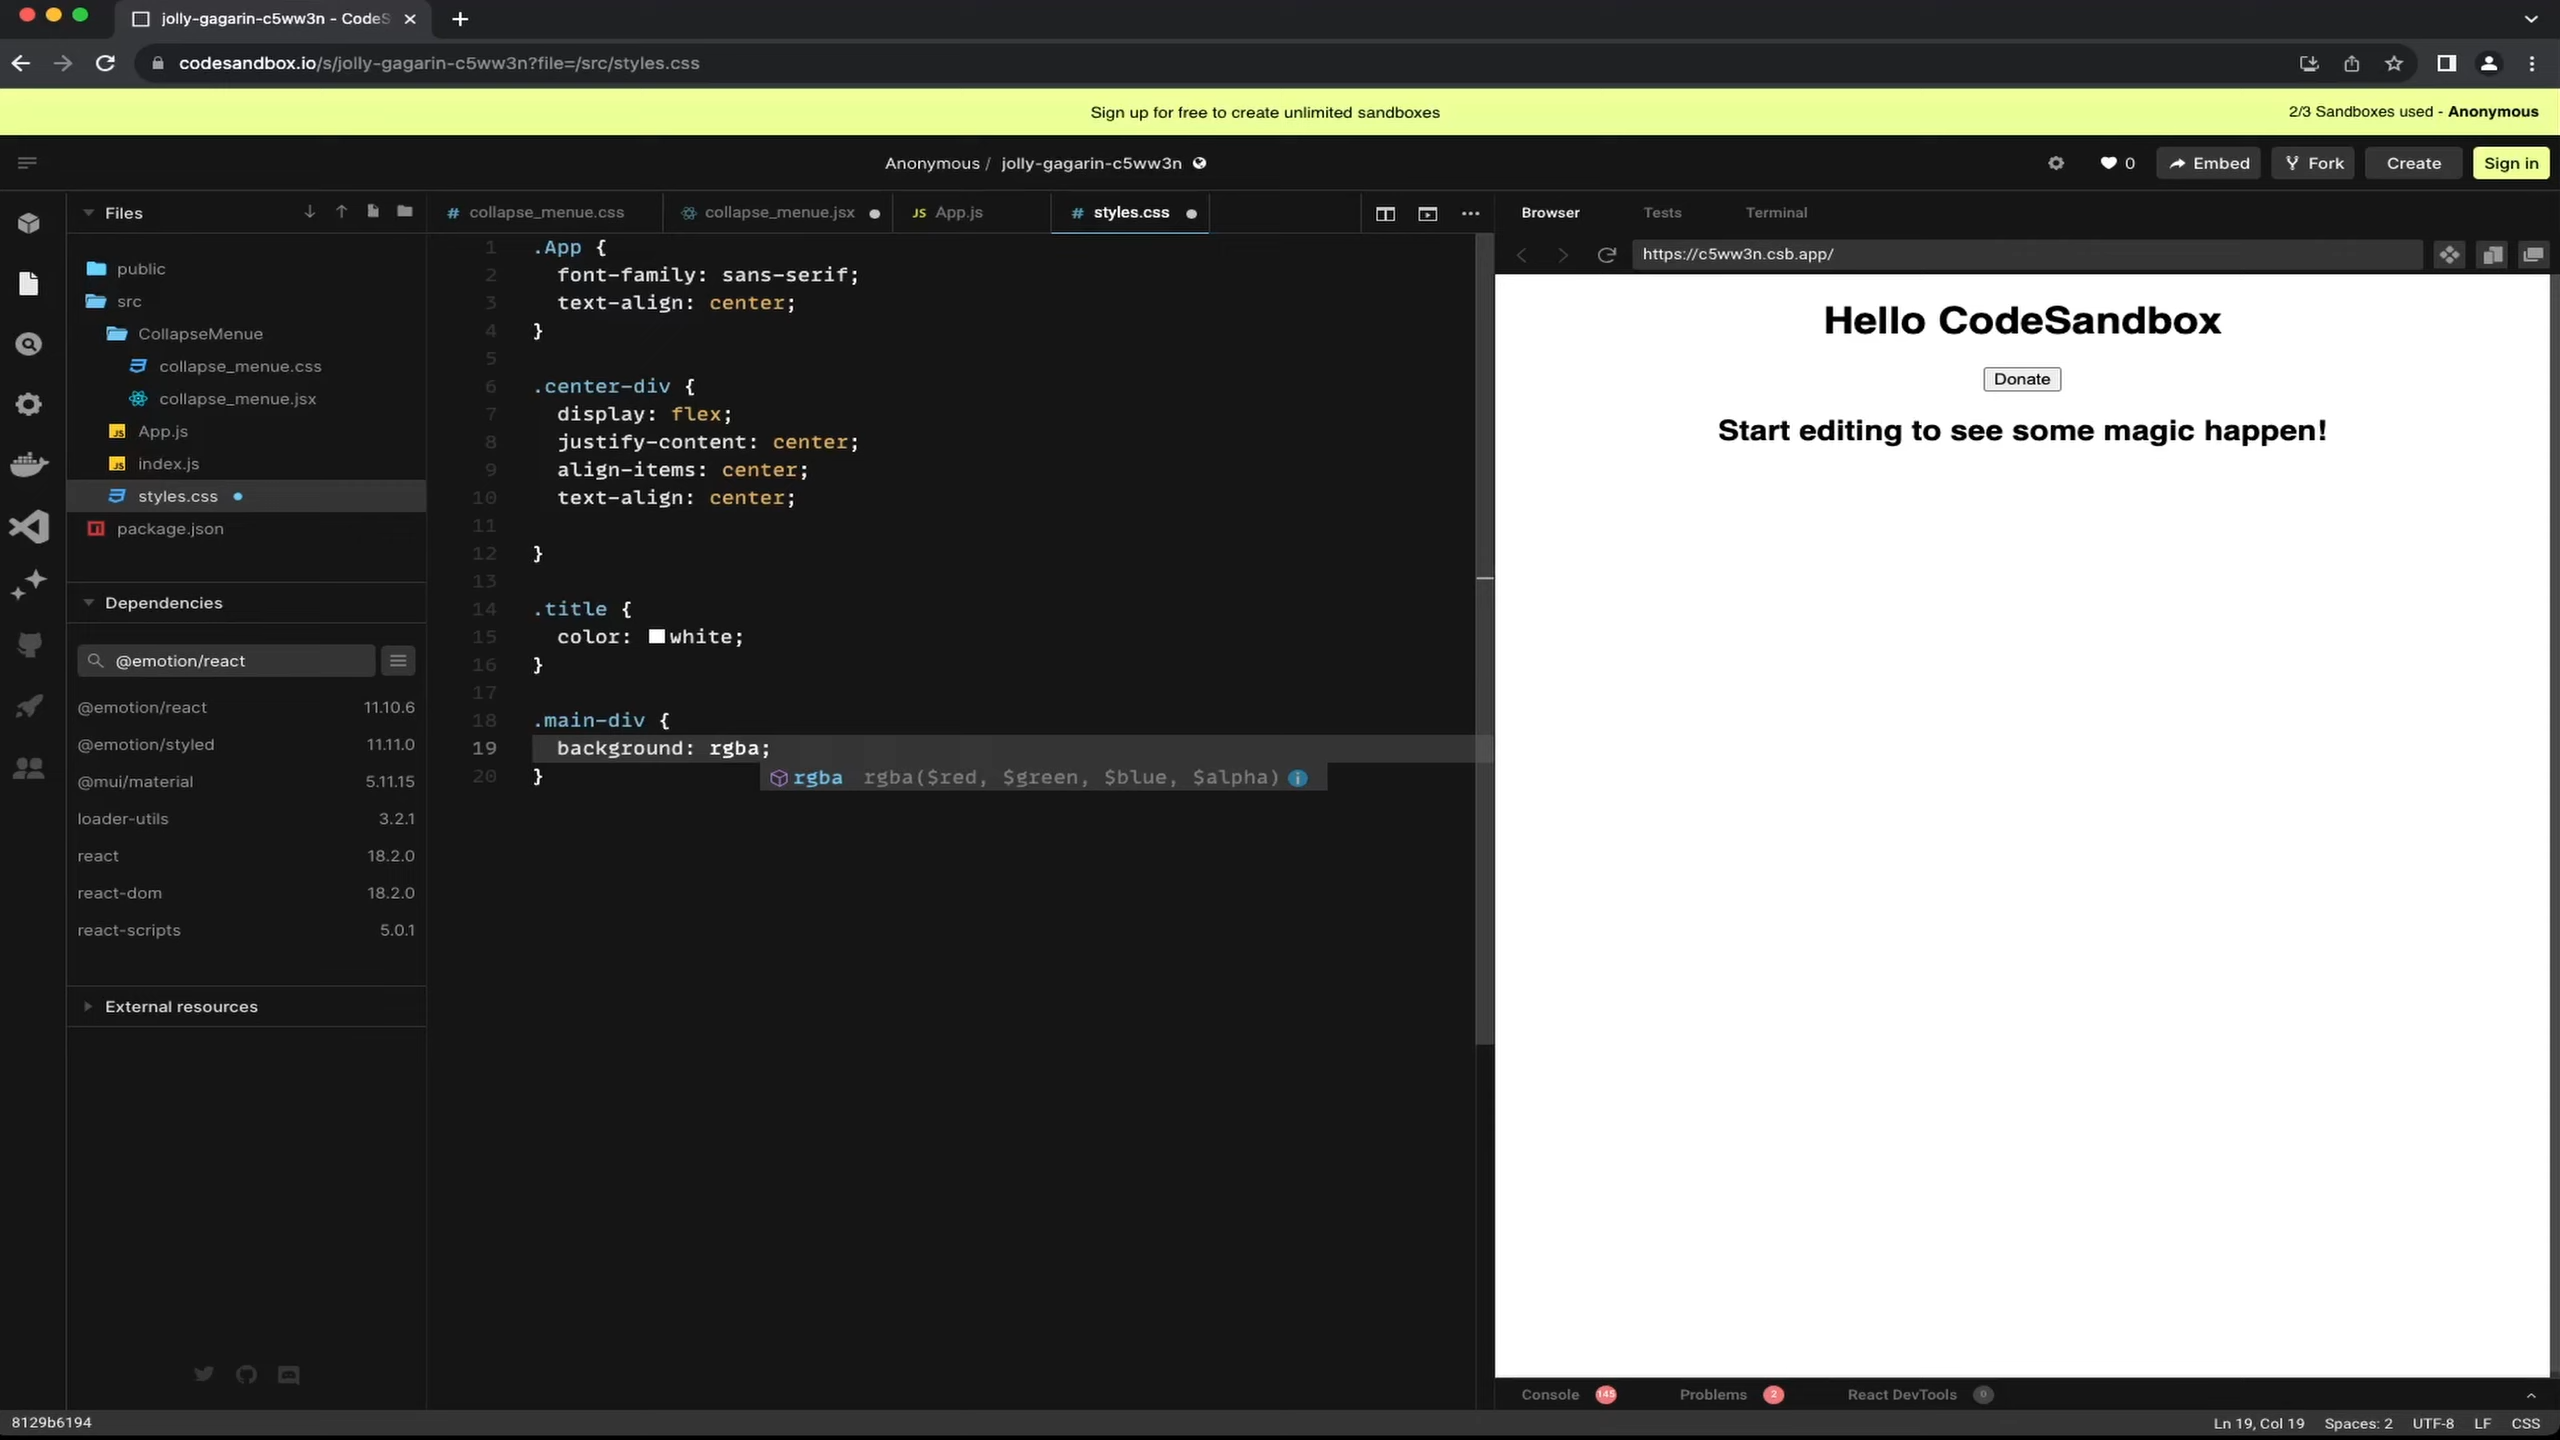 jolly-gagarin-c5ww3n - CodeS
codesandbox.io/s/jolly-gagarin-c5ww3n?file=/src/styles.css
Sign up for free to create unlimited sandboxes
2/3 Sandboxes used - Anonymous
Anonymous / jolly-gagarin-c5ww3n
0
Embed
Fork
Create
Sign in
Files
public
src
CollapseMenue
collapse_menue.css
collapse_menue.jsx
JS App.js
JS index.js
styles.css
package.json
Dependencies
@emotion/react
@emotion/react 11.10.6
@emotion/styled 11.11.0
@mui/material 5.11.15
loader-utils 3.2.1
react 18.2.0
react-dom 18.2.0
react-scripts 5.0.1
External resources
# collapse_menue.css
collapse_menue.jsx
JS App.js
# styles.css
1 .App {
2 font-family: sans-serif;
3 text-align: center;
4 }
5
6 .center-div {
7 display: flex;
8 justify-content: center;
9 align-items: center;
10 text-align: center;
11
12 }
13
14 .title {
15 color: white;
16 }
17
18 .main-div {
19 background: rgba;
20 }
rgba rgba($red, $green, $blue, $alpha)
Browser
Tests
Terminal
https://c5ww3n.csb.app/
Hello CodeSandbox
Donate
Start editing to see some magic happen!
Console 145
Problems 2
React DevTools 0
8129b6194
Ln 19, Col 19 Spaces: 2 UTF-8 LF CSS